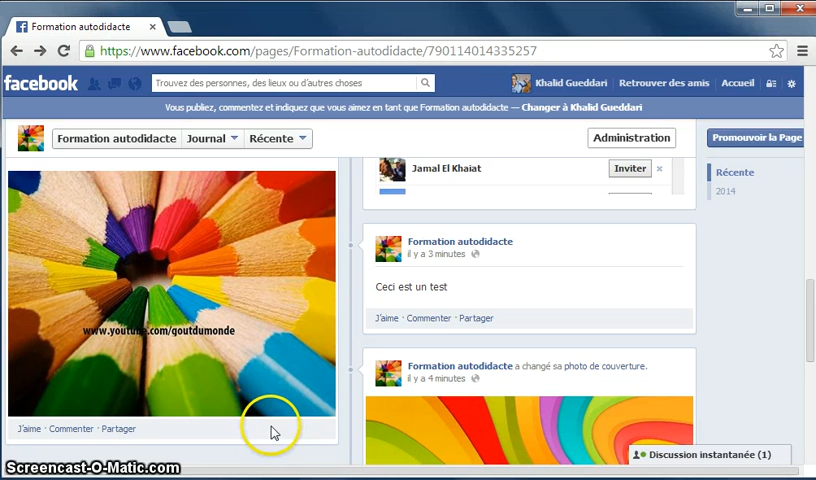 Formation autodidacte
https://www.facebook.com/pages/Formation-autodidacte/790114014335257
facebook
Trouvez des personnes, des lieux ou d'autres choses
Khalid Gueddari
Retrouver des amis
Accueil
Vous publiez, commentez et indiquez que vous aimez en tant que Formation autodidacte — Changer à Khalid Gueddari
Formation autodidacte
Journal
Récente
Administration
Promouvoir la Page
Récente
2014
Jamal El Khaiat
Inviter
www.youtube.com/goutdumonde
J'aime · Commenter · Partager
Formation autodidacte
il y a 3 minutes
Ceci est un test
J'aime · Commenter · Partager
Formation autodidacte a changé sa photo de couverture.
il y a 4 minutes
Discussion instantanée (1)
Screencast-O-Matic.com